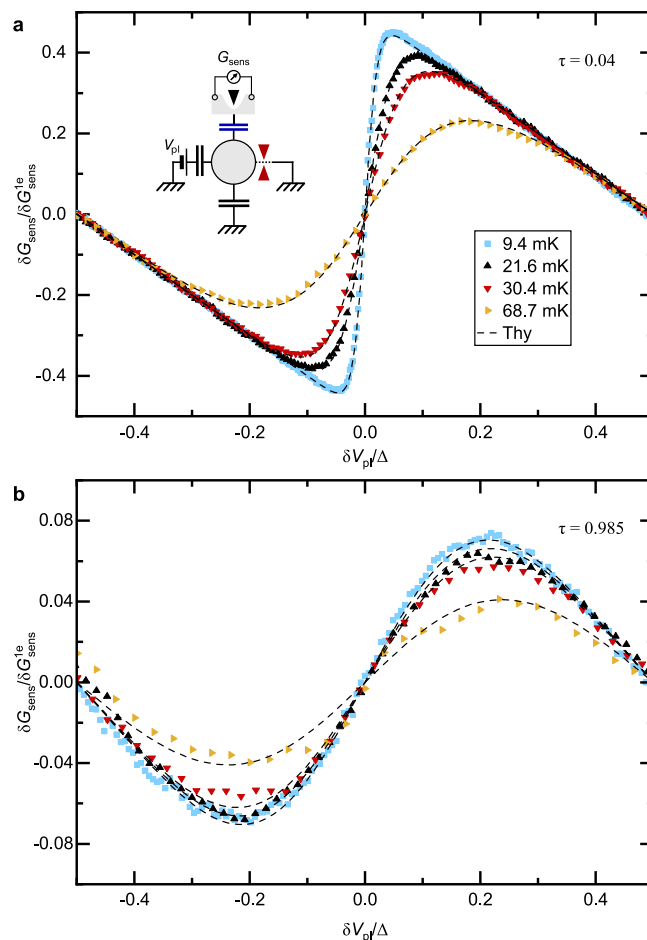 a
G_sens
τ = 0.04
V_pl
0.4
0.2
0.0
-0.2
-0.4
δG_sens/δG^1e_sens
9.4 mK
21.6 mK
30.4 mK
68.7 mK
Thy
-0.4 -0.2 0.0 0.2 0.4
δV_pl/Δ
b
τ = 0.985
0.08
0.04
0.00
-0.04
-0.08
δG_sens/δG^1e_sens
-0.4 -0.2 0.0 0.2 0.4
δV_pl/Δ